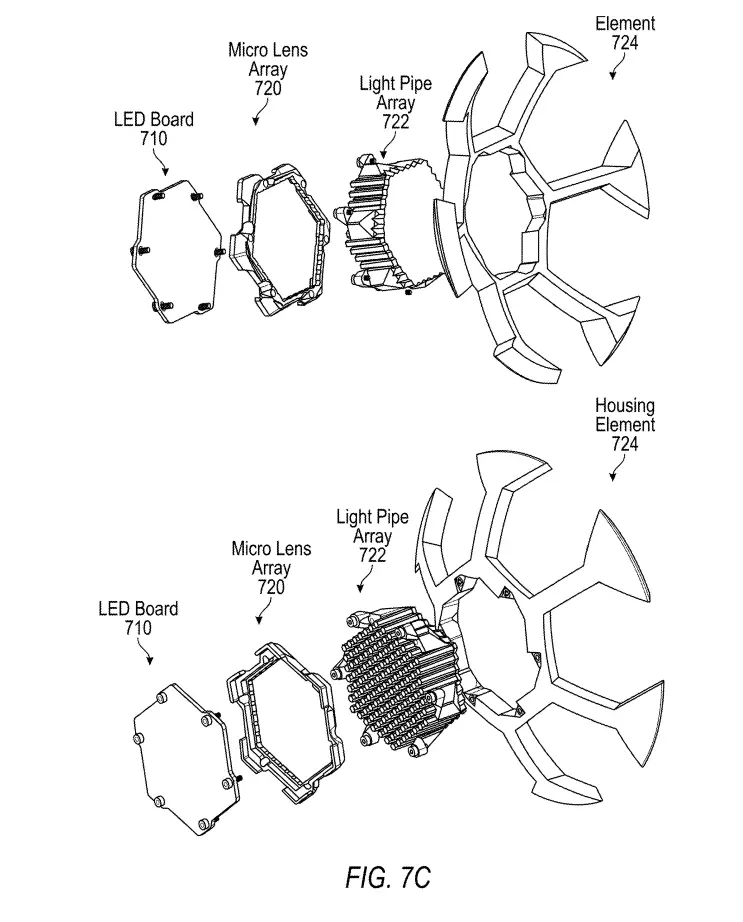 Element
724
Micro Lens
Array
720
Light Pipe
Array
722
LED Board
710
Housing
Element
724
Light Pipe
Array
722
Micro Lens
Array
720
LED Board
710
FIG. 7C